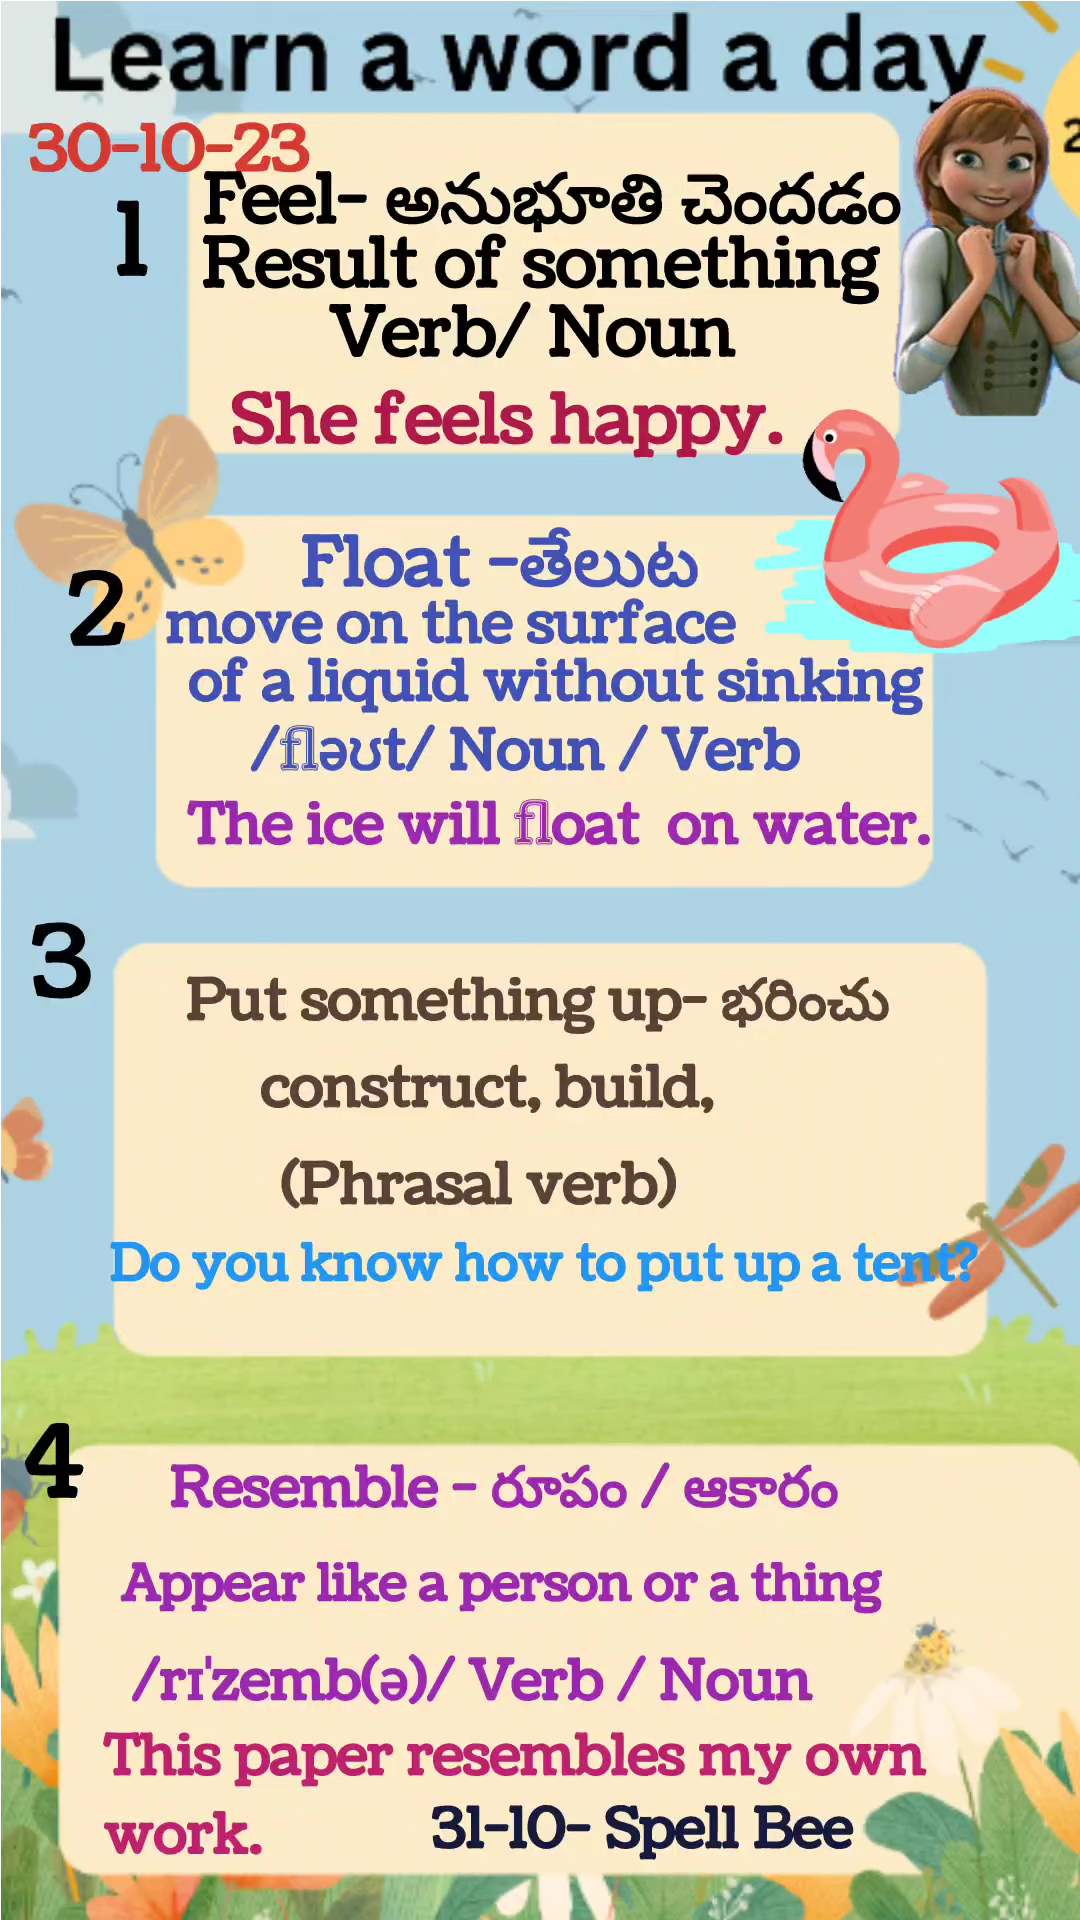 Learn a word a day
30-10-23
2
1
Feel- అనుభూతి చెందడం
Result of something
Verb/ Noun
She feels happy.
2
Float -తేలుట
move on the surface
of a liquid without sinking
/fləʊt/ Noun / Verb
The ice will float on water.
3
Put something up- భరించు
construct, build,
(Phrasal verb)
Do you know how to put up a tent?
4
Resemble - రూపం / ఆకారం
Appear like a person or a thing
/rɪ'zemb(ə)/ Verb / Noun
This paper resembles my own
work.
31-10- Spell Bee